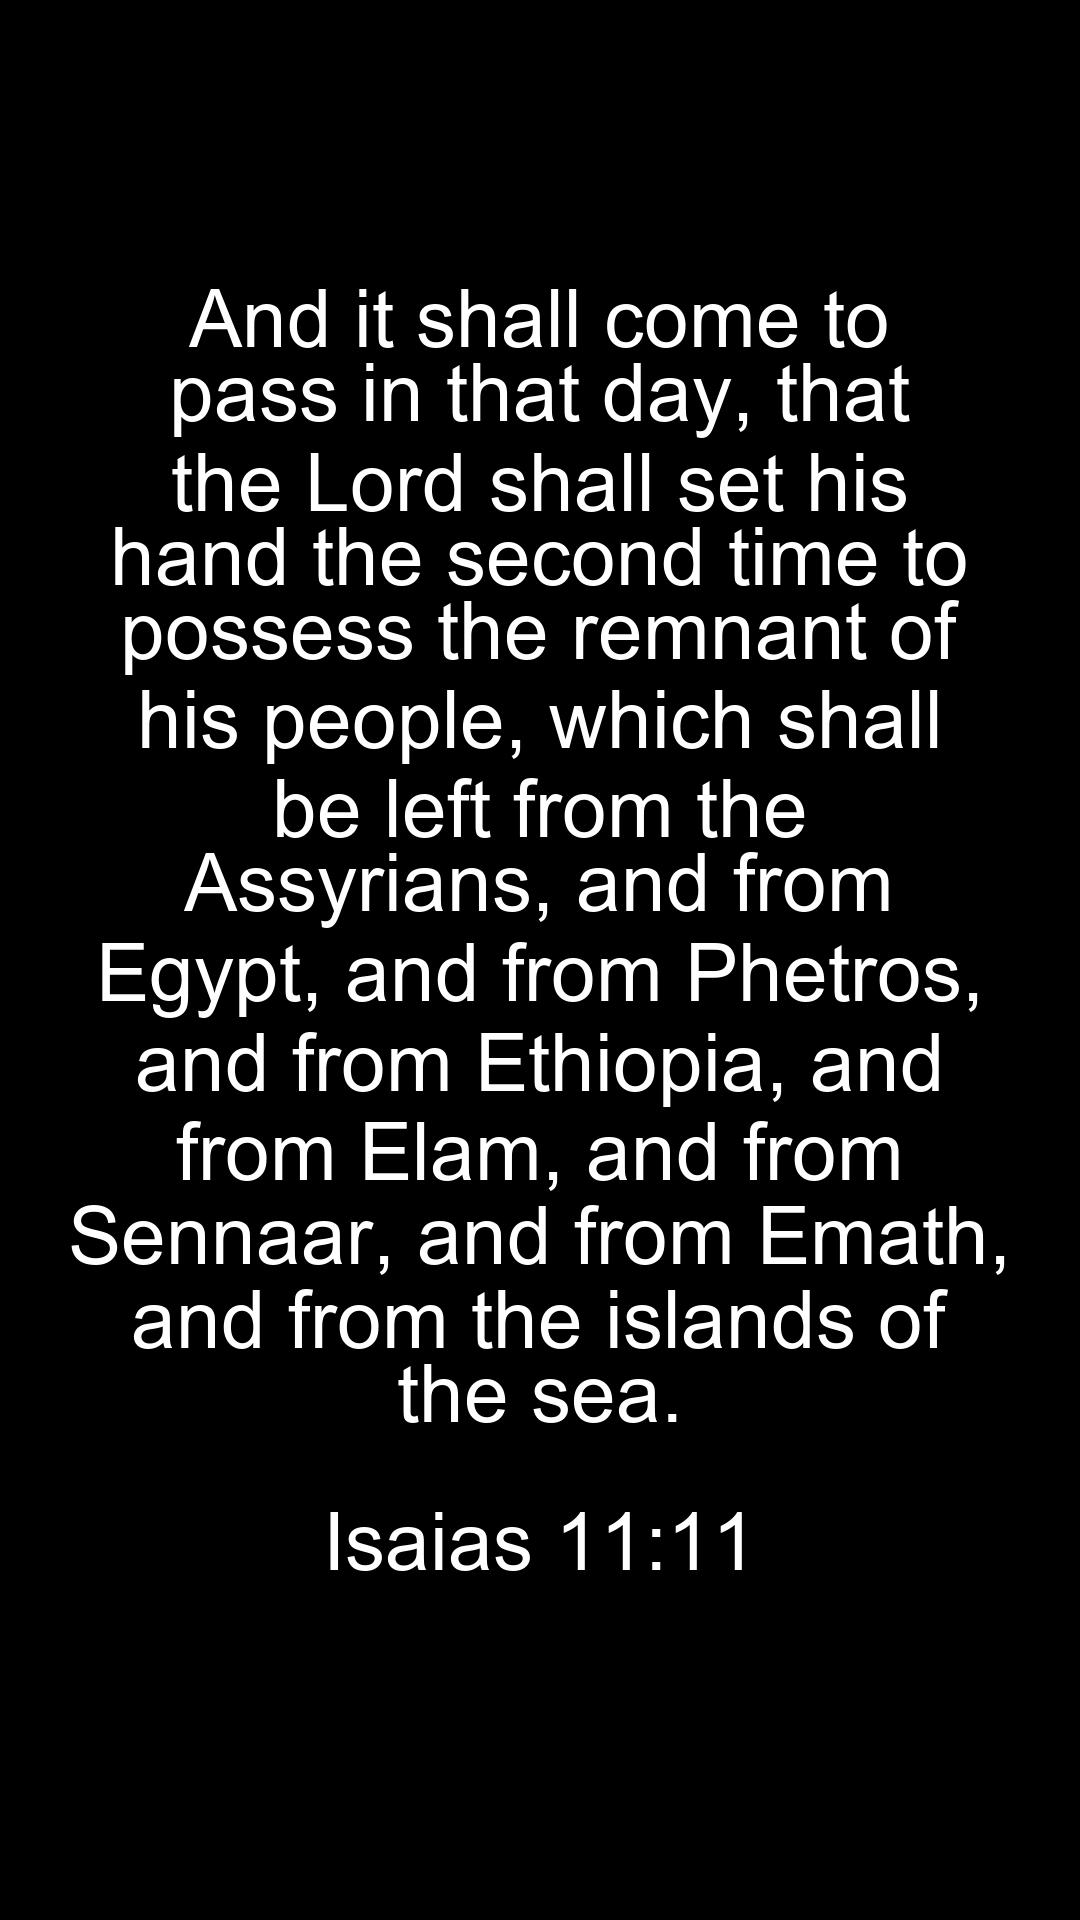 And it shall come to
pass in that day, that
the Lord shall set his
hand the second time to
possess the remnant of
his people, which shall
be left from the
Assyrians, and from
Egypt, and from Phetros,
and from Ethiopia, and
from Elam, and from
Sennaar, and from Emath,
and from the islands of
the sea.
Isaias 11:11